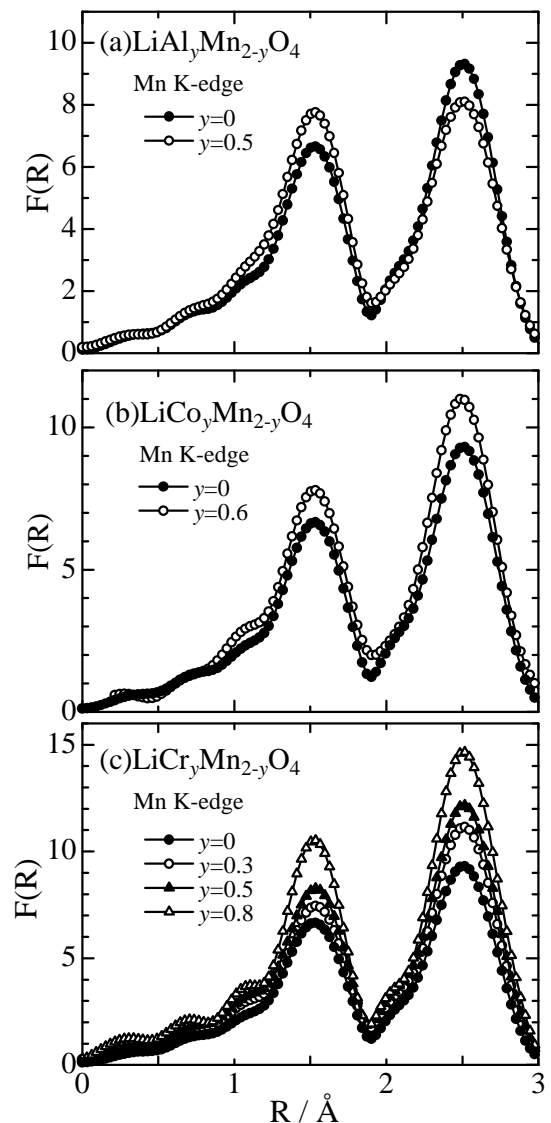 (a)LiAlyMn2-yO4
Mn K-edge
y=0
y=0.5
F(R)
10
8
6
4
2
0
(b)LiCoyMn2-yO4
Mn K-edge
y=0
y=0.6
F(R)
10
5
0
(c)LiCryMn2-yO4
Mn K-edge
y=0
y=0.3
y=0.5
y=0.8
F(R)
15
10
5
0
0 1 2 3
R / Å